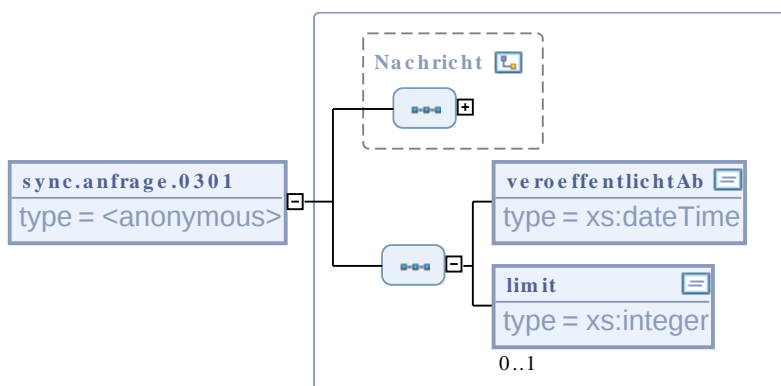 Nachricht
sync.anfrage.0301
type = <anonymous>
veroeffentlichtAb
type = xs:dateTime
limit
type = xs:integer
0..1